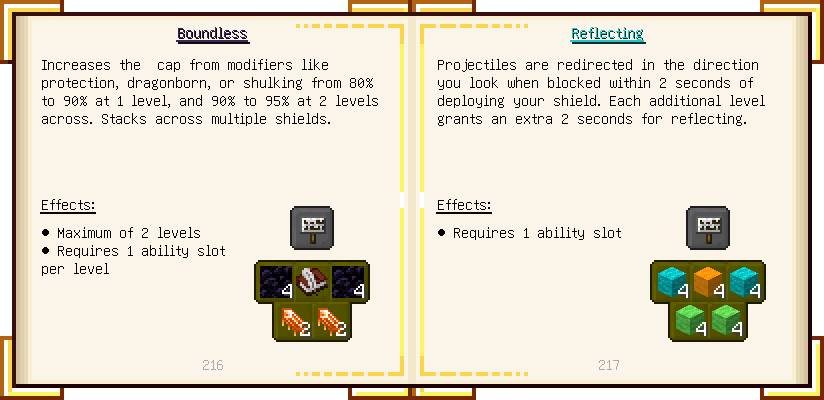 Boundless
Increases the  cap from modifiers like
protection, dragonborn, or shulking from 80%
to 90% at 1 level, and 90% to 95% at 2 levels
across. Stacks across multiple shields.
Effects:
● Maximum of 2 levels
● Requires 1 ability slot
per level
4 4
2 2
216
Reflecting
Projectiles are redirected in the direction
you look when blocked within 2 seconds of
deploying your shield. Each additional level
grants an extra 2 seconds for reflecting.
Effects:
● Requires 1 ability slot
4 4 4
4 4
217